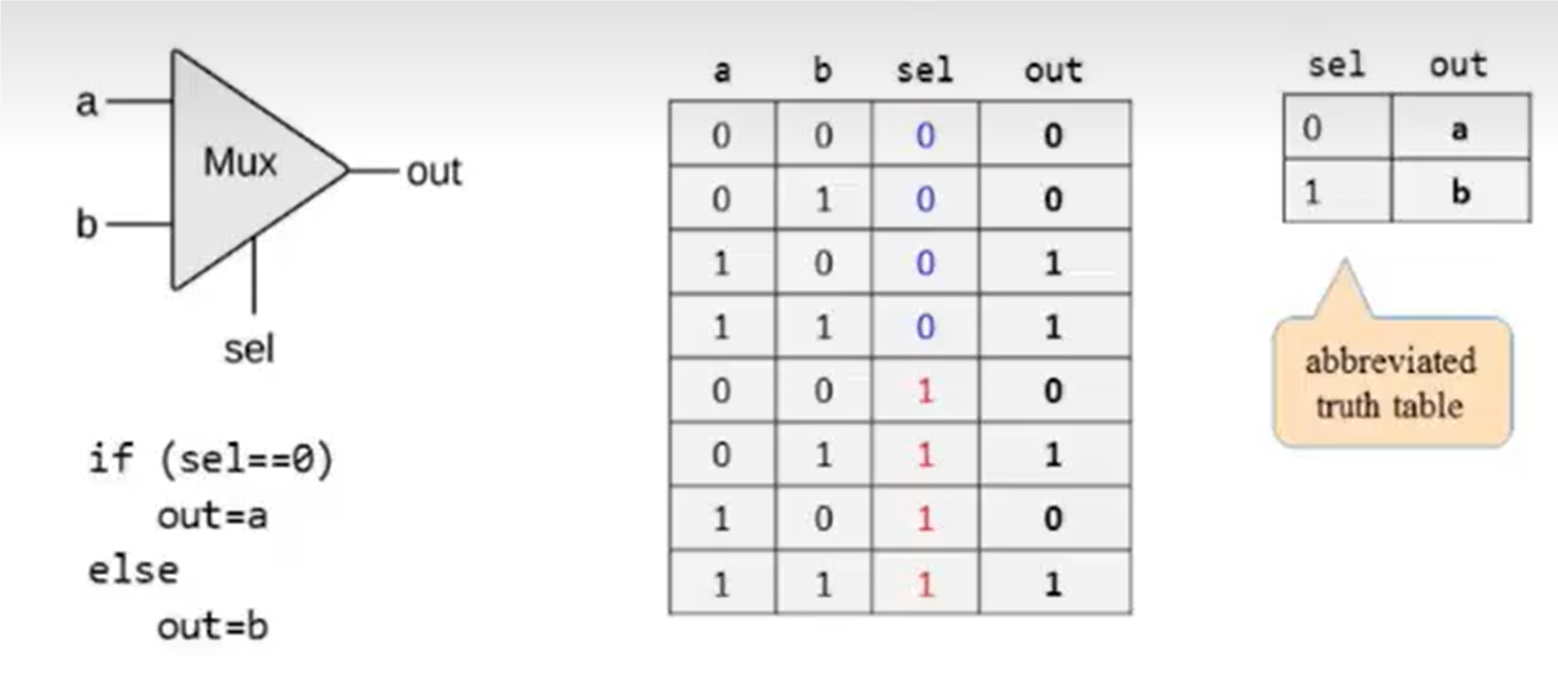 a
b
Mux
out
sel
if (sel==0)
out=a
else
out=b
a b sel out
0 0 0 0
0 1 0 0
1 0 0 1
1 1 0 1
0 0 1 0
0 1 1 1
1 0 1 0
1 1 1 1
sel out
0 a
1 b
abbreviated
truth table